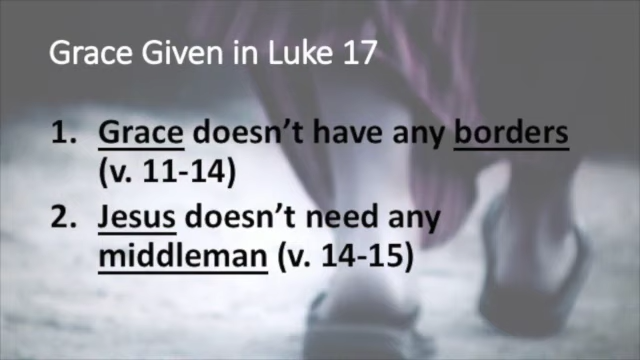 Grace Given in Luke 17
1. Grace doesn't have any borders
(v. 11-14)
2. Jesus doesn't need any
middleman (v. 14-15)